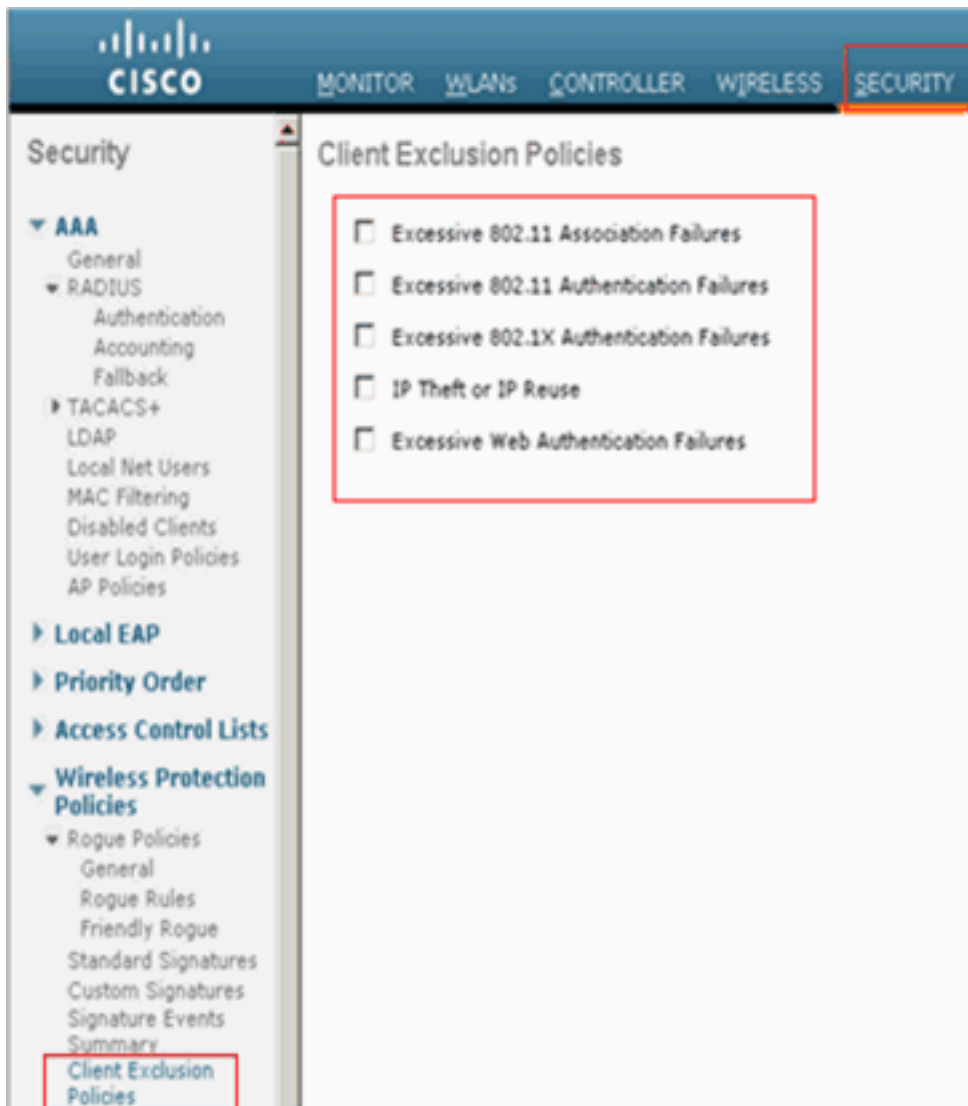 CISCO
MONITOR WLANs CONTROLLER WIRELESS SECURITY
Security
AAA
General
RADIUS
Authentication
Accounting
Fallback
TACACS+
LDAP
Local Net Users
MAC Filtering
Disabled Clients
User Login Policies
AP Policies
Local EAP
Priority Order
Access Control Lists
Wireless Protection
Policies
Rogue Policies
General
Rogue Rules
Friendly Rogue
Standard Signatures
Custom Signatures
Signature Events
Summary
Client Exclusion
Policies
Client Exclusion Policies
Excessive 802.11 Association Failures
Excessive 802.11 Authentication Failures
Excessive 802.1X Authentication Failures
IP Theft or IP Reuse
Excessive Web Authentication Failures